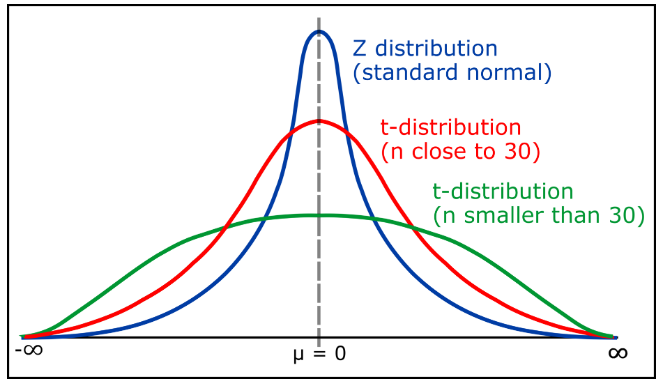 Z distribution
(standard normal)
t-distribution
(n close to 30)
t-distribution
(n smaller than 30)
-∞
μ = 0
∞